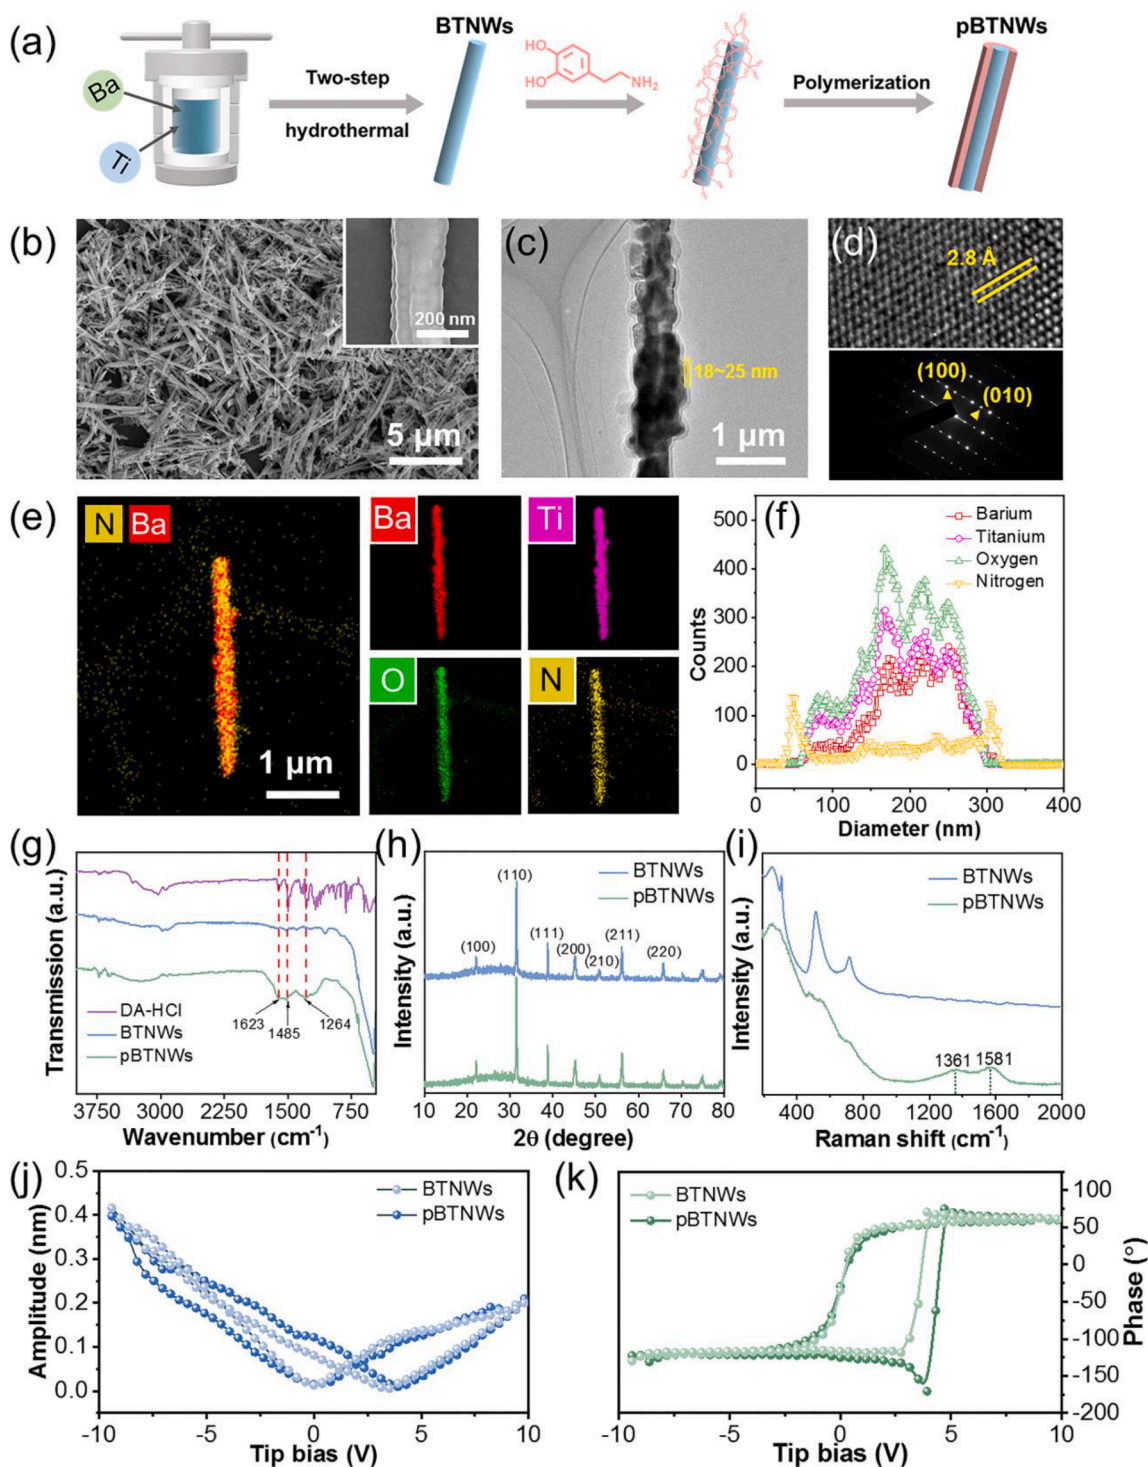 (a)
Ba
Ti
Two-step
hydrothermal
BTNWs
HO
HO
NH2
Polymerization
pBTNWs
(b)
200 nm
5 μm
(c)
18~25 nm
1 μm
(d)
2.8 Å
(100)
(010)
(e)
N Ba
1 μm
Ba
Ti
O
N
(f)
Counts
500
400
300
200
100
0
Barium
Titanium
Oxygen
Nitrogen
0 100 200 300 400
Diameter (nm)
(g)
Transmission (a.u.)
DA-HCl
BTNWs
pBTNWs
1623
1485
1264
3750 3000 2250 1500 750
Wavenumber (cm-1)
(h)
Intensity (a.u.)
BTNWs
pBTNWs
(100)
(110)
(111)
(200)
(210)
(211)
(220)
10 20 30 40 50 60 70 80
2θ (degree)
(i)
Intensity (a.u.)
BTNWs
pBTNWs
1361 1581
400 800 1200 1600 2000
Raman shift (cm-1)
(j)
Amplitude (nm)
0.5
0.4
0.3
0.2
0.1
0.0
BTNWs
pBTNWs
-10 -5 0 5 10
Tip bias (V)
(k)
BTNWs
pBTNWs
100
50
0
-50
-100
-150
-200
Phase (°)
-10 -5 0 5 10
Tip bias (V)